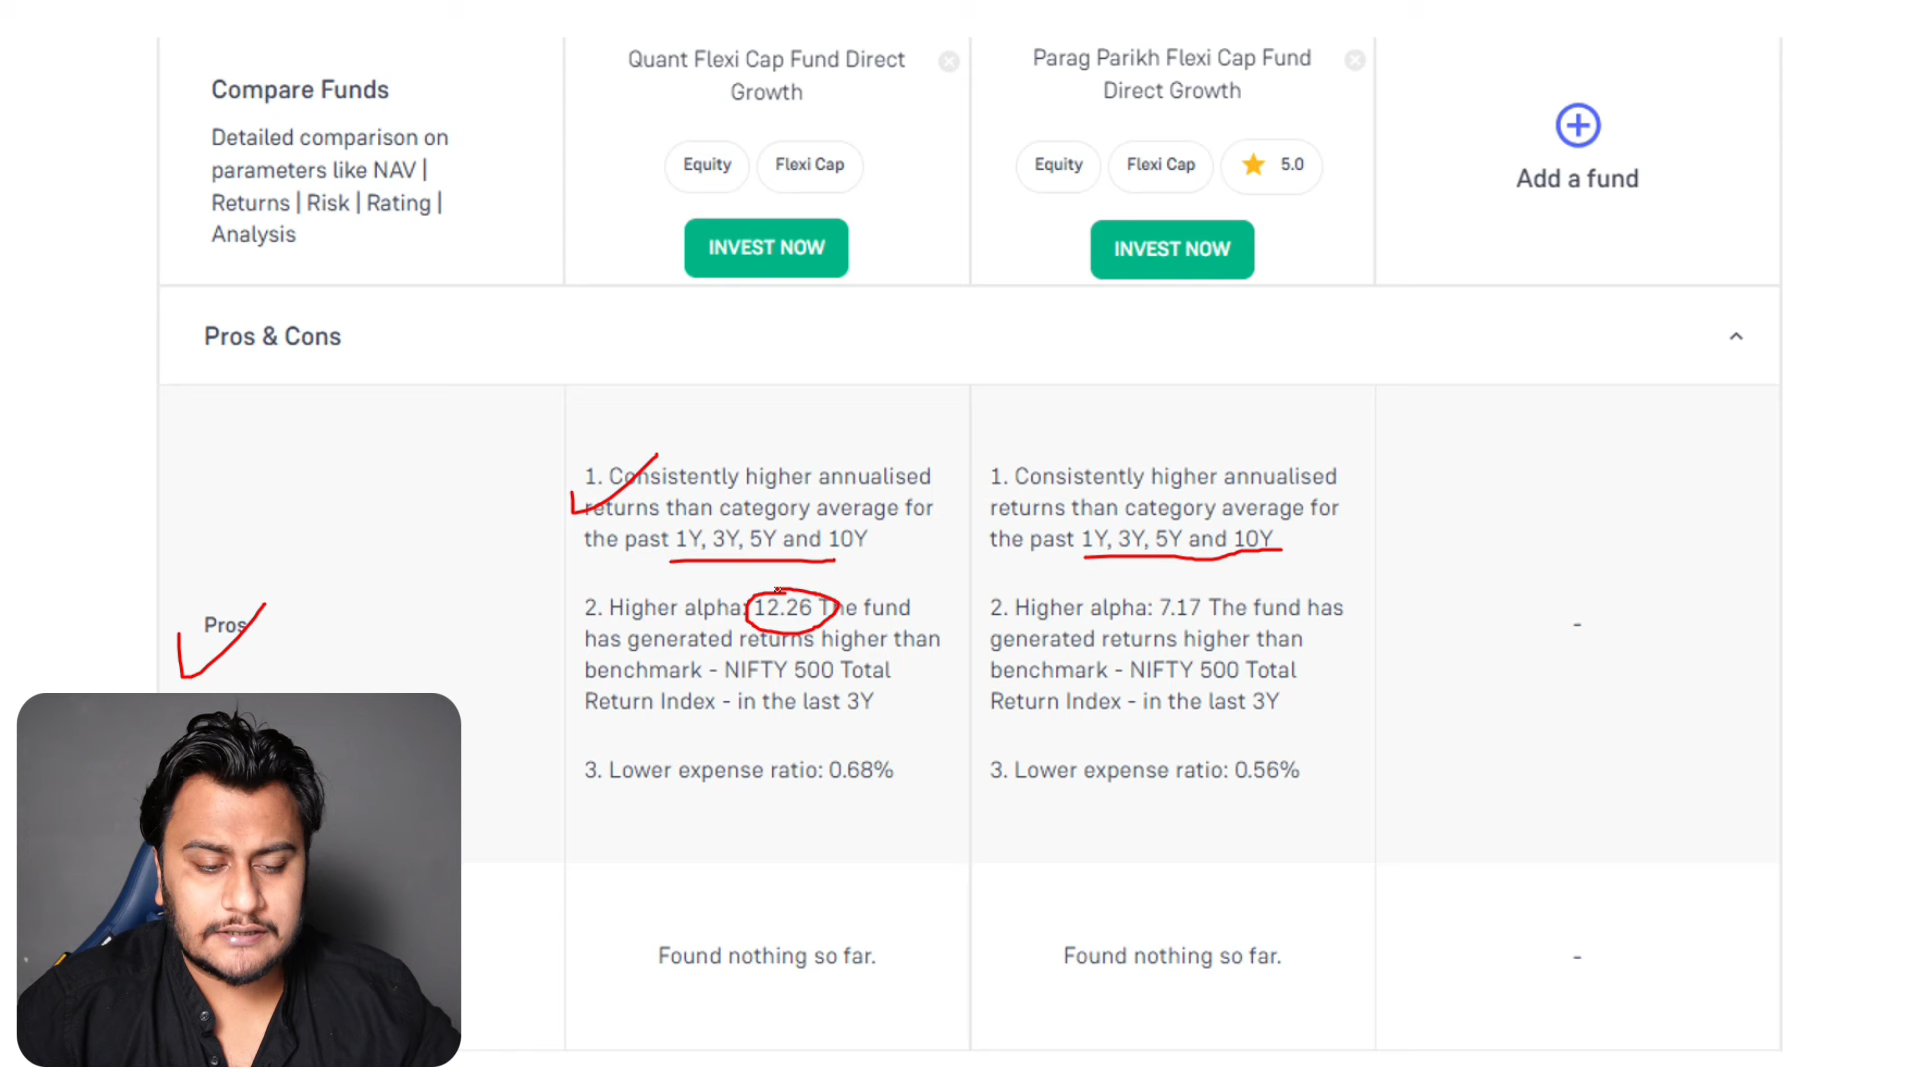 Compare Funds
Detailed comparison on
parameters like NAV |
Returns | Risk | Rating |
Analysis
Quant Flexi Cap Fund Direct
Growth
Equity
Flexi Cap
INVEST NOW
Parag Parikh Flexi Cap Fund
Direct Growth
Equity
Flexi Cap
5.0
INVEST NOW
Add a fund
Pros & Cons
Pros
1. Consistently higher annualised
returns than category average for
the past 1Y, 3Y, 5Y and 10Y
2. Higher alpha: 12.26 The fund
has generated returns higher than
benchmark - NIFTY 500 Total
Return Index - in the last 3Y
3. Lower expense ratio: 0.68%
1. Consistently higher annualised
returns than category average for
the past 1Y, 3Y, 5Y and 10Y
2. Higher alpha: 7.17 The fund has
generated returns higher than
benchmark - NIFTY 500 Total
Return Index - in the last 3Y
3. Lower expense ratio: 0.56%
-
Found nothing so far.
Found nothing so far.
-